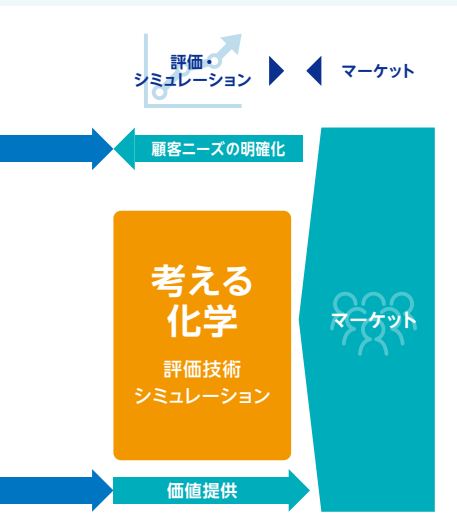 評価・
シミュレーション
マーケット
顧客ニーズの明確化
考える
化学
評価技術
シミュレーション
マーケット
価値提供